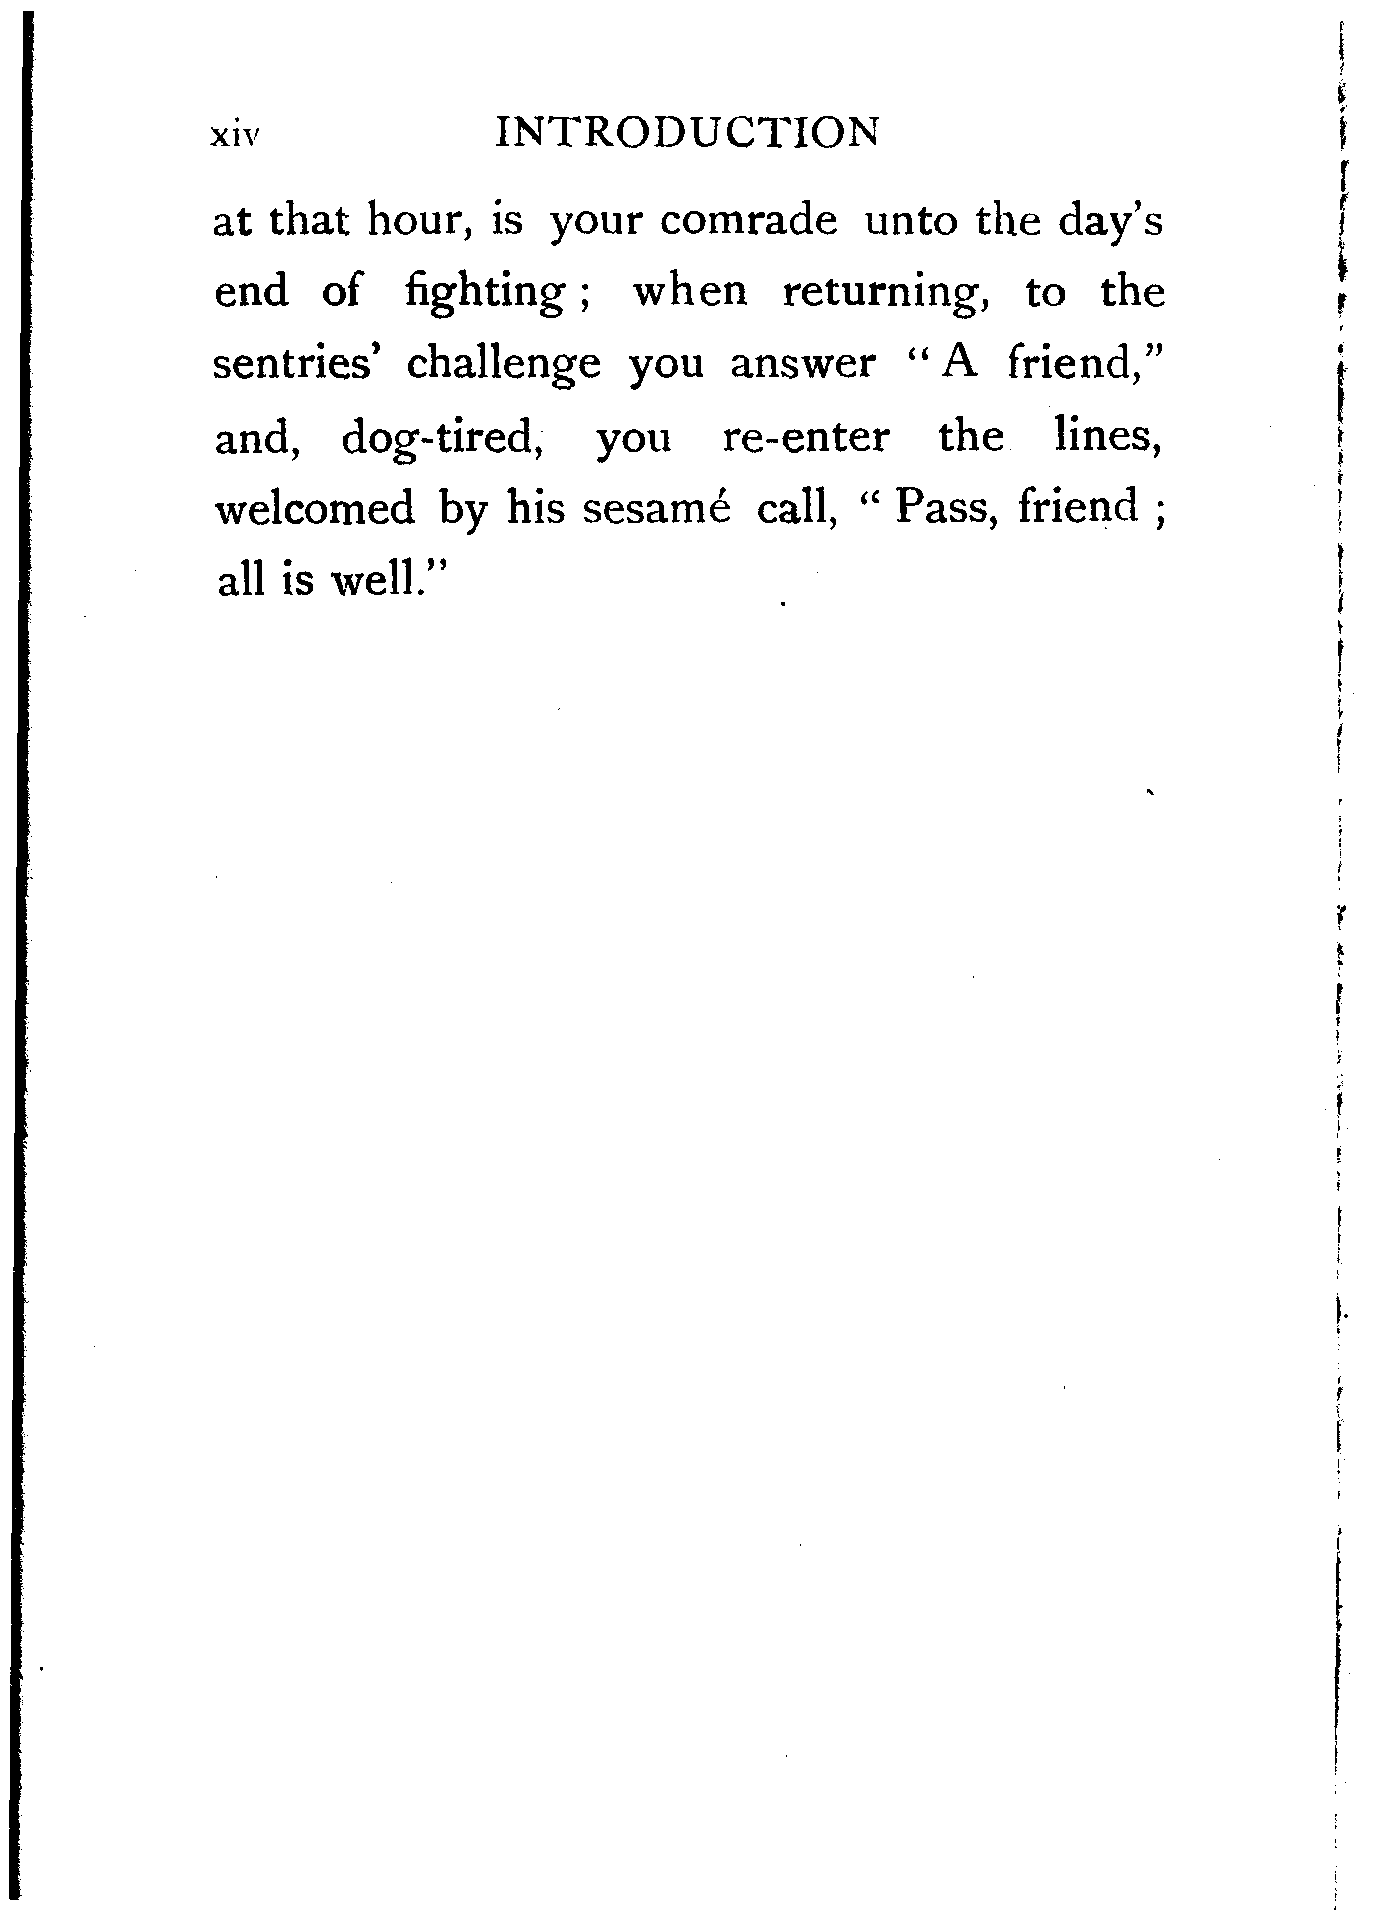 xiv INTRODUCTION
at that hour, is your comrade unto the day's
end of fighting ; when returning, to the
sentries' challenge you answer " A friend,"
and, dog-tired, you re-enter the lines,
welcomed by his sesamé call, " Pass, friend ;
all is well."